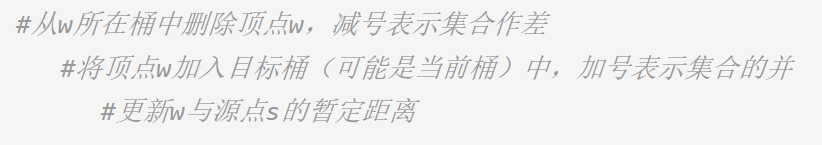 #从w所在桶中删除顶点w，减号表示集合作差
#将顶点w加入目标桶（可能是当前桶）中，加号表示集合的并
#更新w与源点s的暂定距离